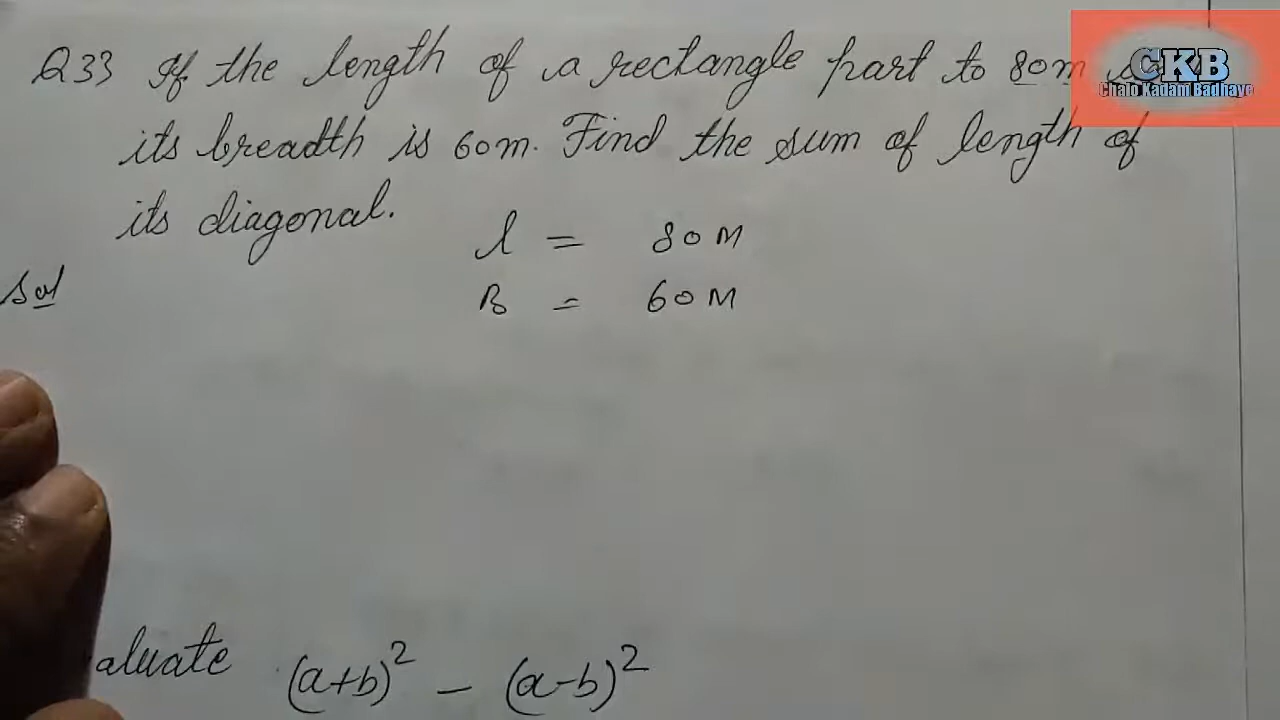 Q33 If the length of a rectangle part to 80m
its breadth is 60m. Find the sum of length of
its diagonal.
l = 80M
B = 60M
Sol
aluate (a+b)² - (a-b)²
CKB
Chalo Kadam Badhaye